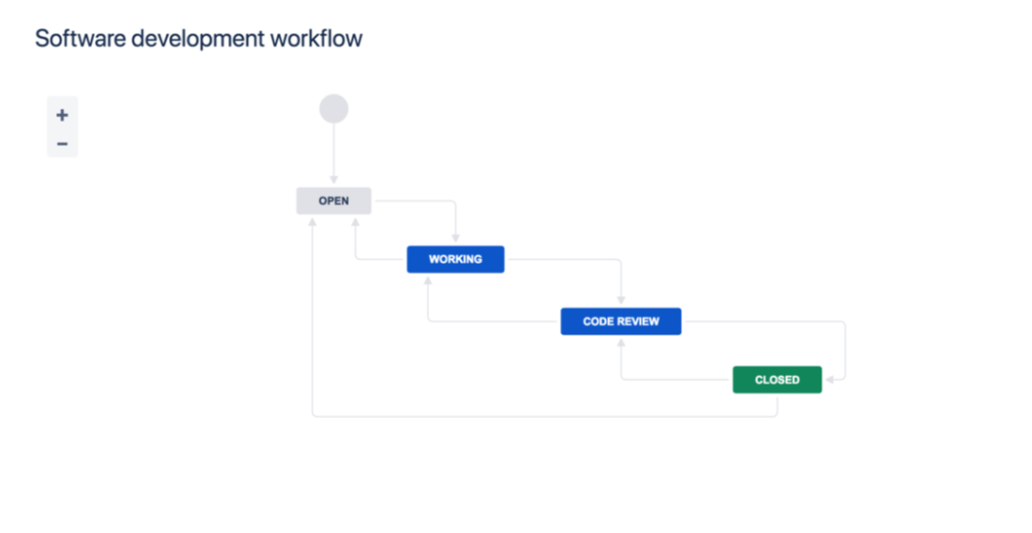 Software development workflow
+
−
OPEN
WORKING
CODE REVIEW
CLOSED